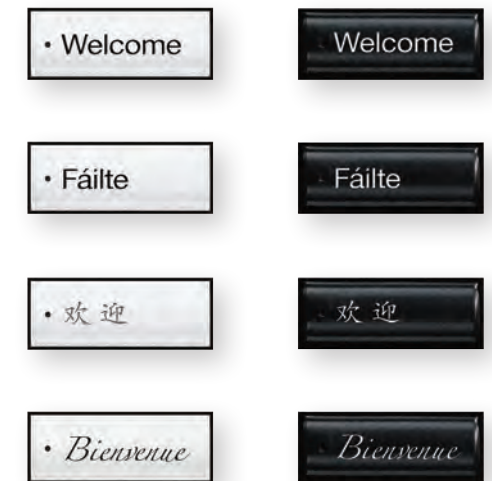 • Welcome
Welcome
• Fáilte
Fáilte
• 欢 迎
欢 迎
• Bienvenue
Bienvenue